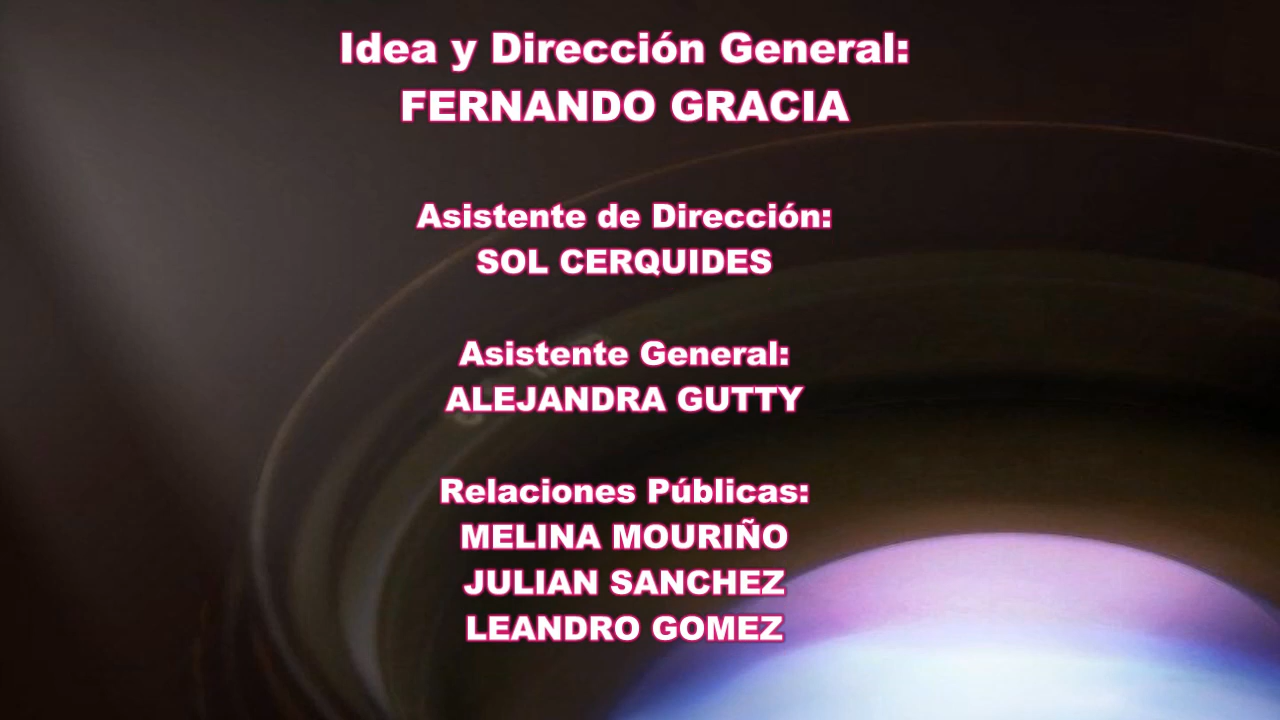 Idea y Dirección General:
FERNANDO GRACIA
Asistente de Dirección:
SOL CERQUIDES
Asistente General:
ALEJANDRA GUTTY
Relaciones Públicas:
MELINA MOURIÑO
JULIAN SANCHEZ
LEANDRO GOMEZ